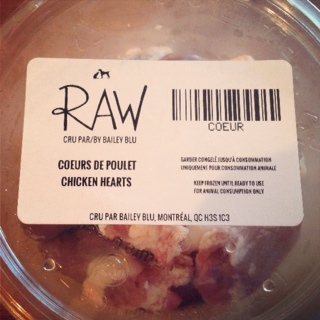 RAW
CRU PAR/BY BAILEY BLU
COEUR
COEURS DE POULET
CHICKEN HEARTS
GARDER CONGELÉ JUSQU'À CONSOMMATION
UNIQUEMENT POUR CONSOMMATION ANIMALE
KEEP FROZEN UNTIL READY TO USE
FOR ANIMAL CONSUMPTION ONLY
CRU PAR BAILEY BLU, MONTRÉAL, QC H3S 1C3